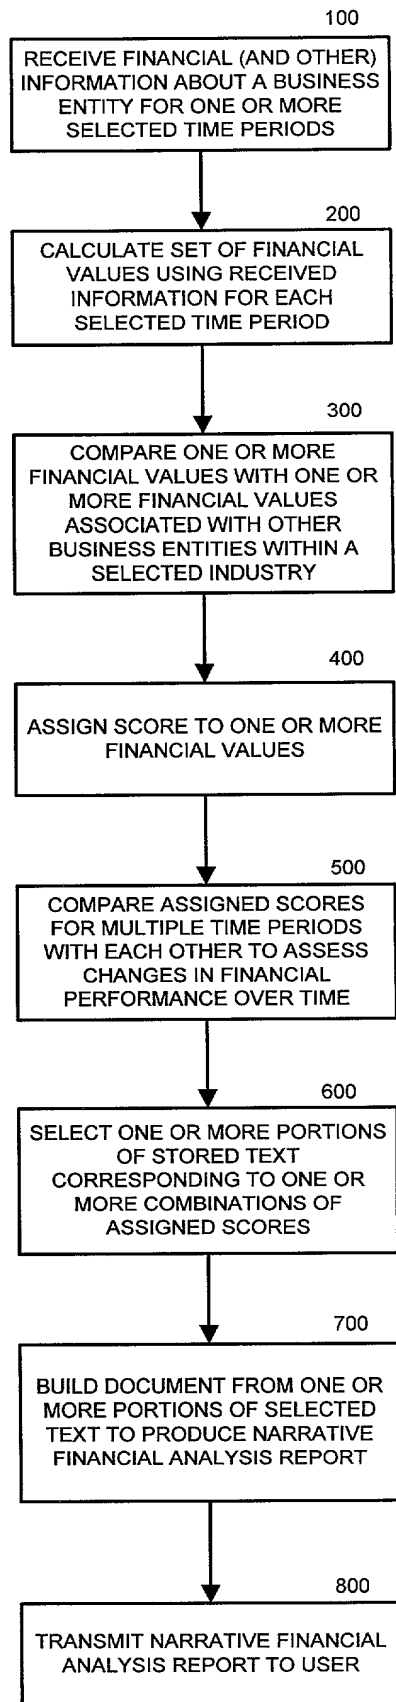 100
RECEIVE FINANCIAL (AND OTHER)
INFORMATION ABOUT A BUSINESS
ENTITY FOR ONE OR MORE
SELECTED TIME PERIODS
200
CALCULATE SET OF FINANCIAL
VALUES USING RECEIVED
INFORMATION FOR EACH
SELECTED TIME PERIOD
300
COMPARE ONE OR MORE
FINANCIAL VALUES WITH ONE OR
MORE FINANCIAL VALUES
ASSOCIATED WITH OTHER
BUSINESS ENTITIES WITHIN A
SELECTED INDUSTRY
400
ASSIGN SCORE TO ONE OR MORE
FINANCIAL VALUES
500
COMPARE ASSIGNED SCORES
FOR MULTIPLE TIME PERIODS
WITH EACH OTHER TO ASSESS
CHANGES IN FINANCIAL
PERFORMANCE OVER TIME
600
SELECT ONE OR MORE PORTIONS
OF STORED TEXT
CORRESPONDING TO ONE OR
MORE COMBINATIONS OF
ASSIGNED SCORES
700
BUILD DOCUMENT FROM ONE OR
MORE PORTIONS OF SELECTED
TEXT TO PRODUCE NARRATIVE
FINANCIAL ANALYSIS REPORT
800
TRANSMIT NARRATIVE FINANCIAL
ANALYSIS REPORT TO USER